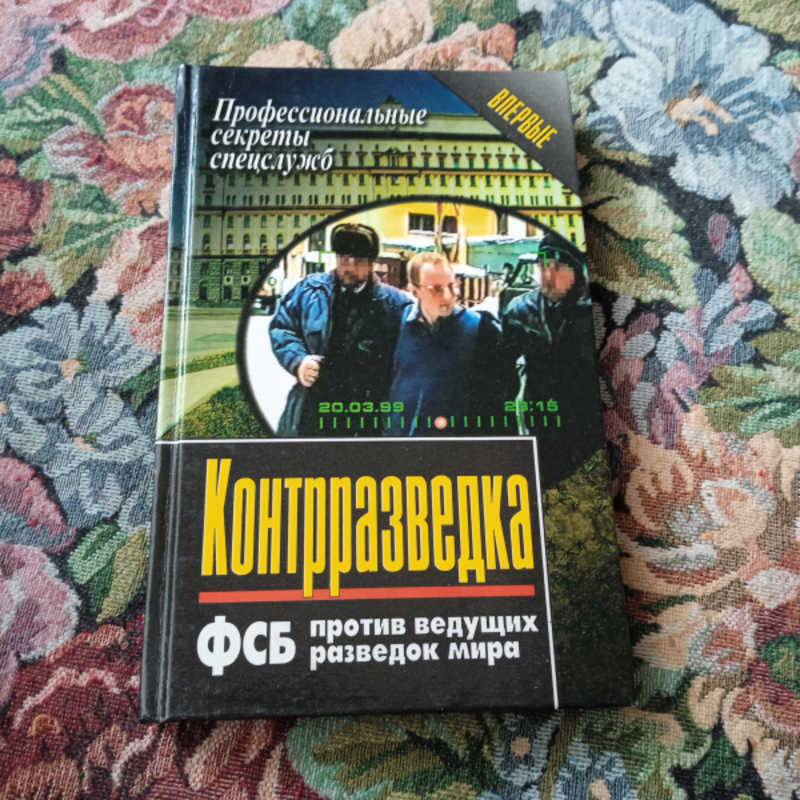 Профессиональные
секреты
спецслужб
ВПЕРВЫЕ
20.03.99 23:15
Контрразведка
ФСБ против ведущих
разведок мира